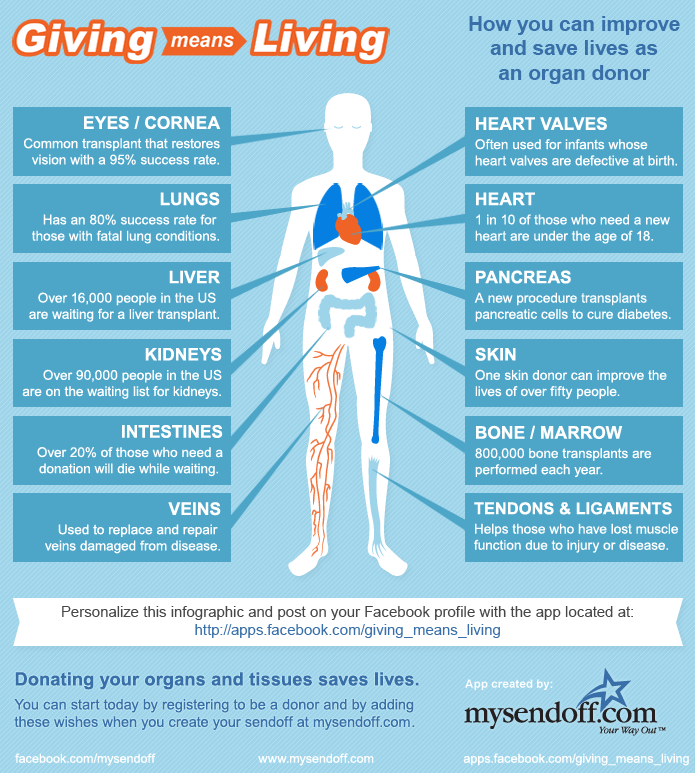 Giving means Living
How you can improve
and save lives as
an organ donor
EYES / CORNEA
Common transplant that restores
vision with a 95% success rate.
LUNGS
Has an 80% success rate for
those with fatal lung conditions.
LIVER
Over 16,000 people in the US
are waiting for a liver transplant.
KIDNEYS
Over 90,000 people in the US
are on the waiting list for kidneys.
INTESTINES
Over 20% of those who need a
donation will die while waiting.
VEINS
Used to replace and repair
veins damaged from disease.
HEART VALVES
Often used for infants whose
heart valves are defective at birth.
HEART
1 in 10 of those who need a new
heart are under the age of 18.
PANCREAS
A new procedure transplants
pancreatic cells to cure diabetes.
SKIN
One skin donor can improve the
lives of over fifty people.
BONE / MARROW
800,000 bone transplants are
performed each year.
TENDONS & LIGAMENTS
Helps those who have lost muscle
function due to injury or disease.
Personalize this infographic and post on your Facebook profile with the app located at:
http://apps.facebook.com/giving_means_living
Donating your organs and tissues saves lives.
You can start today by registering to be a donor and by adding
these wishes when you create your sendoff at mysendoff.com.
App created by:
mysendoff.com
Your Way Out™
facebook.com/mysendoff
www.mysendoff.com
apps.facebook.com/giving_means_living